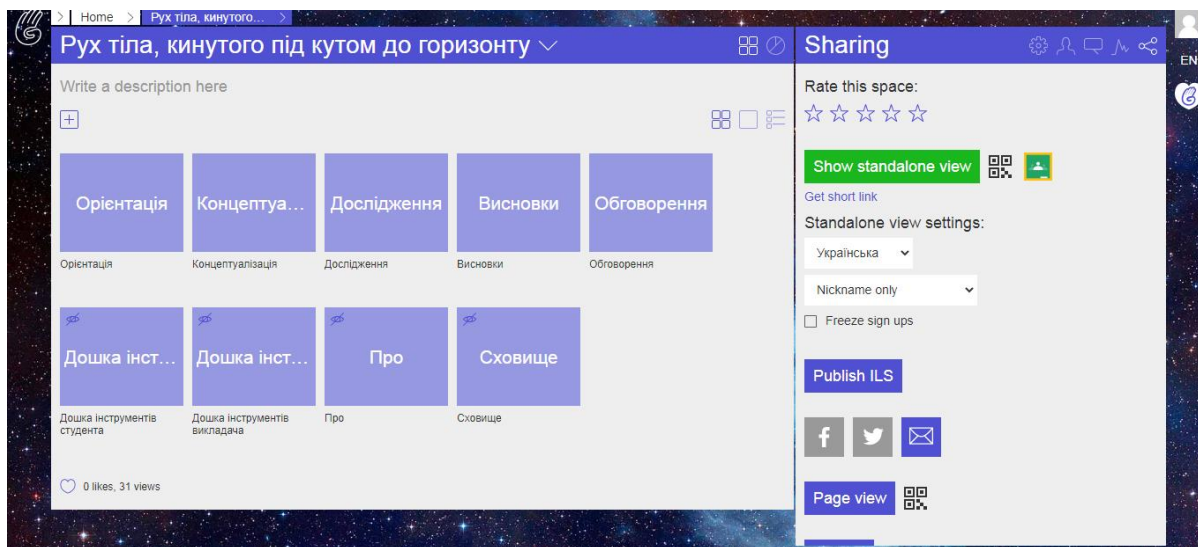 > Home > Рух тіла, кинутого... >
Рух тіла, кинутого під кутом до горизонту
Write a description here
Орієнтація
Концептуа...
Дослідження
Висновки
Обговорення
Орієнтація
Концептуалізація
Дослідження
Висновки
Обговорення
Дошка інст...
Дошка інст...
Про
Сховище
Дошка інструментів
студента
Дошка інструментів
викладача
Про
Сховище
0 likes, 31 views
Sharing
Rate this space:
Show standalone view
Get short link
Standalone view settings:
Українська
Nickname only
Freeze sign ups
Publish ILS
Page view
EN